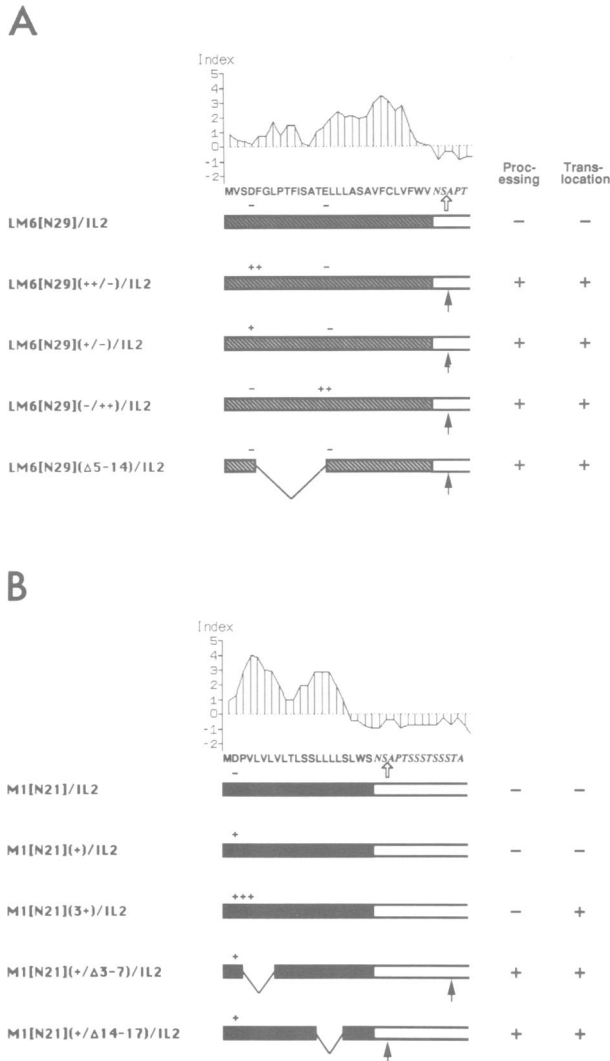 A
Index
5
4
3
2
1
0
-1
-2
Proc-
essing
Trans-
location
MVSDFGLPTFISATELLLASAVFCLVFWVNSAPT
- -
LM6[N29]/IL2 - -
++ -
LM6[N29](++/-)/IL2 + +
+ -
LM6[N29](+/-)/IL2 + +
- ++
LM6[N29](-/++)/IL2 + +
- -
LM6[N29](Δ5-14)/IL2 + +
B
Index
5
4
3
2
1
0
-1
-2
MDPVLVLVLTLSSLLLLSLWSNSAPTSSSTSSSTA
-
M1[N21]/IL2 - -
+
M1[N21](+)/IL2 - -
+++
M1[N21](3+)/IL2 - +
+
M1[N21](+/Δ3-7)/IL2 + +
+
M1[N21](+/Δ14-17)/IL2 + +